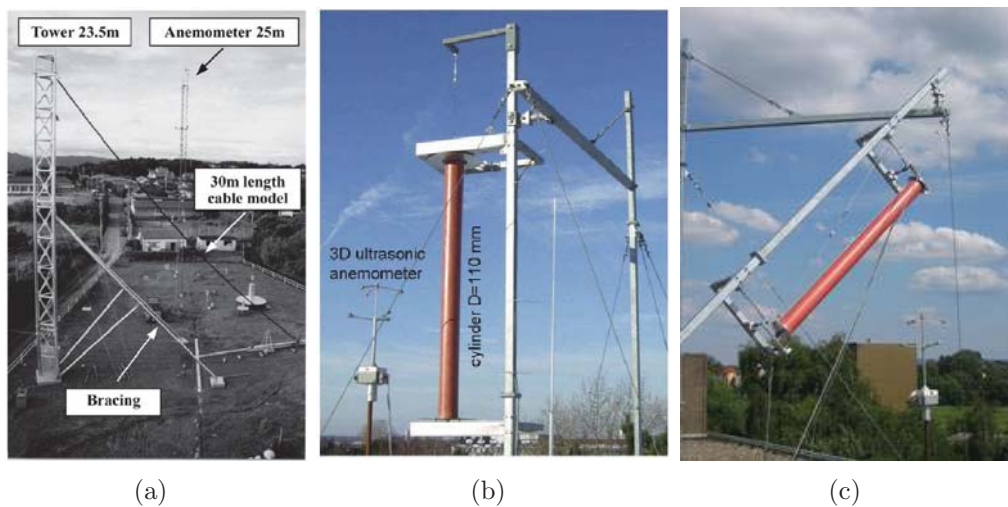 Tower 23.5m
Anemometer 25m
30m length
cable model
Bracing
3D ultrasonic
anemometer
cylinder D=110 mm
(a)
(b)
(c)